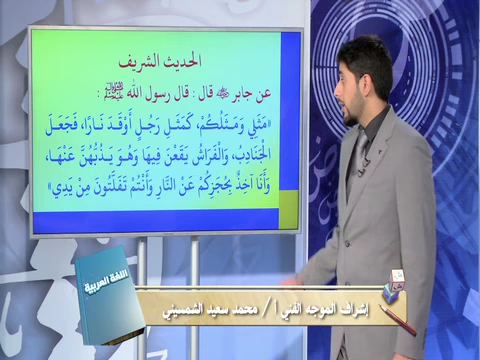 الحديث الشريف
عن جابر ﷺ قال : قال رسول الله ﷺ :
«مَثَلِي وَمَثَلُكُمْ، كَمَثَلِ رَجُلٍ أَوْقَدَ نَارًا، فَجَعَلَ
الْجَنَادِبُ، وَالْفَرَاشُ يَقَعْنَ فِيهَا وَهُوَ يَذُبُّهُنَّ عَنْهَا،
وَأَنَا آخِذٌ بِحُجَزِكُمْ عَنِ النَّارِ وَأَنْتُمْ تَفَلَّتُونَ مِنْ يَدِي»
اللغة العربية
إشراف الموجه الفني / محمد سعيد الشميسيني